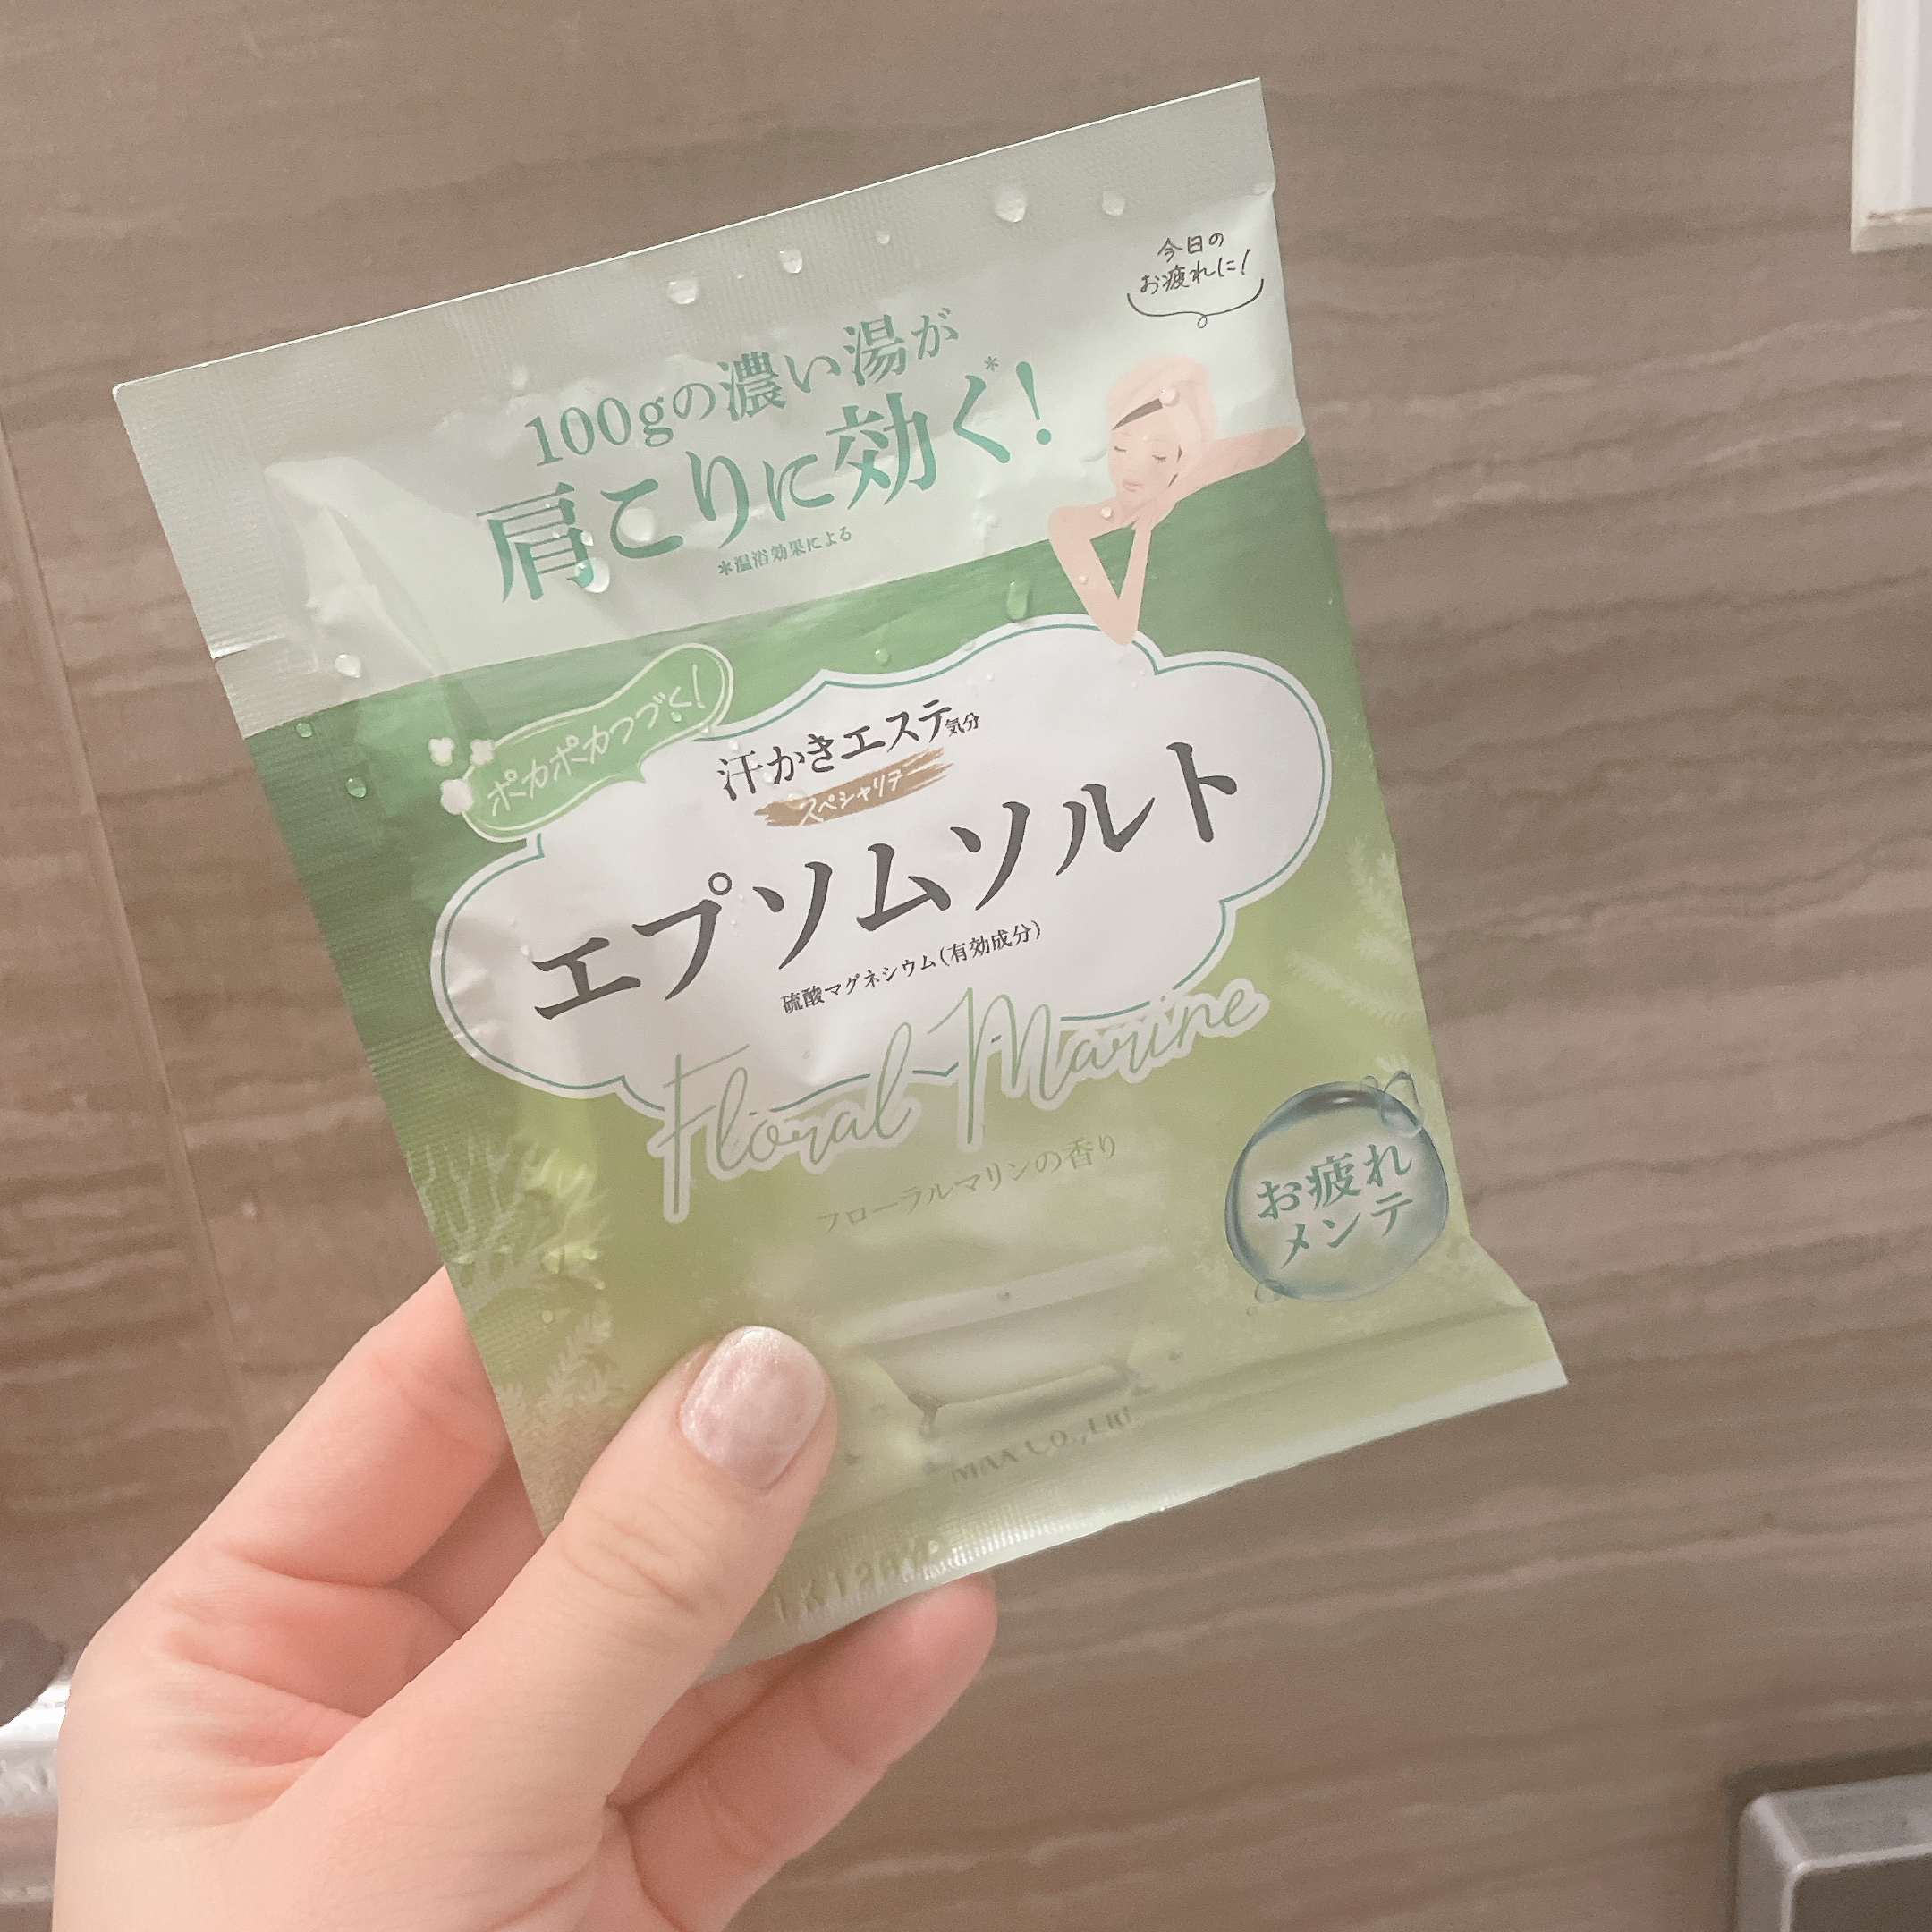 今日の
お疲れに!
100gの濃い湯が
肩こりに効く*!
*温浴効果による
ポカポカつづく!
汗かきエステ気分
スペシャリテ
エプソムソルト
硫酸マグネシウム(有効成分)
Floral Marine
フローラルマリンの香り
お疲れ
メンテ
MAX CO.,Ltd.